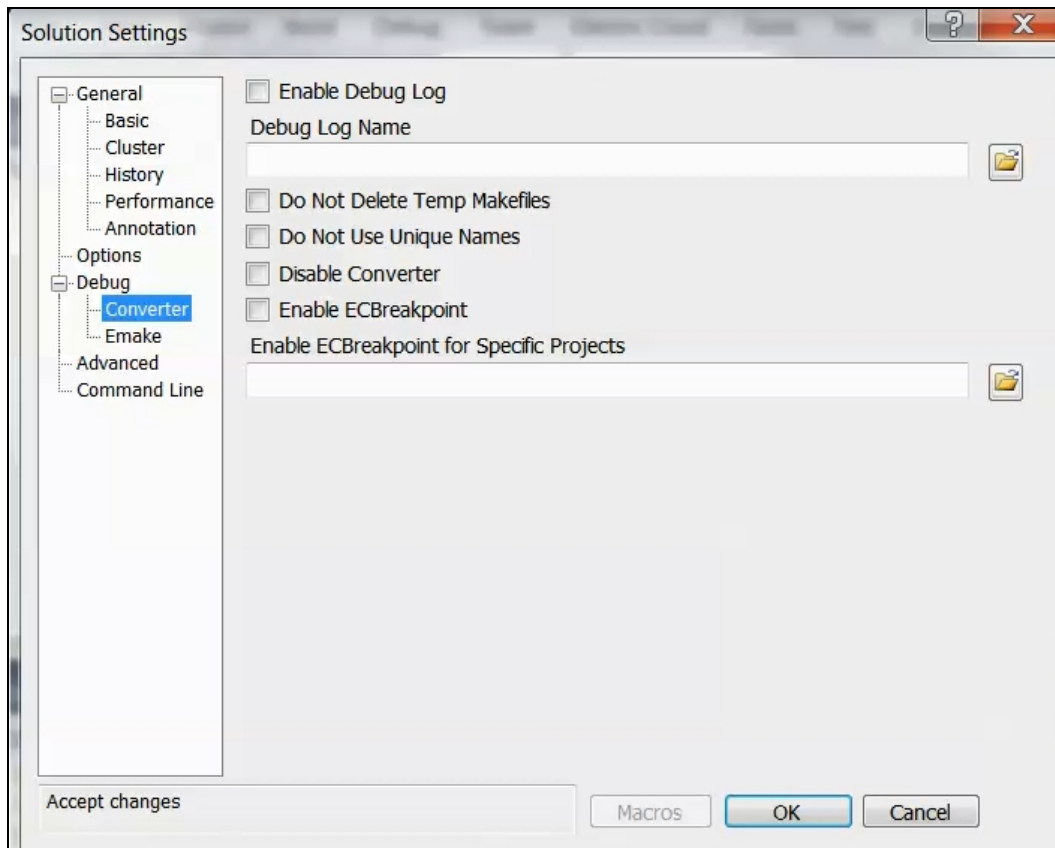 Solution Settings
General
Basic
Cluster
History
Performance
Annotation
Options
Debug
Converter
Emake
Advanced
Command Line
Enable Debug Log
Debug Log Name
Do Not Delete Temp Makefiles
Do Not Use Unique Names
Disable Converter
Enable ECBreakpoint
Enable ECBreakpoint for Specific Projects
Accept changes
Macros
OK
Cancel